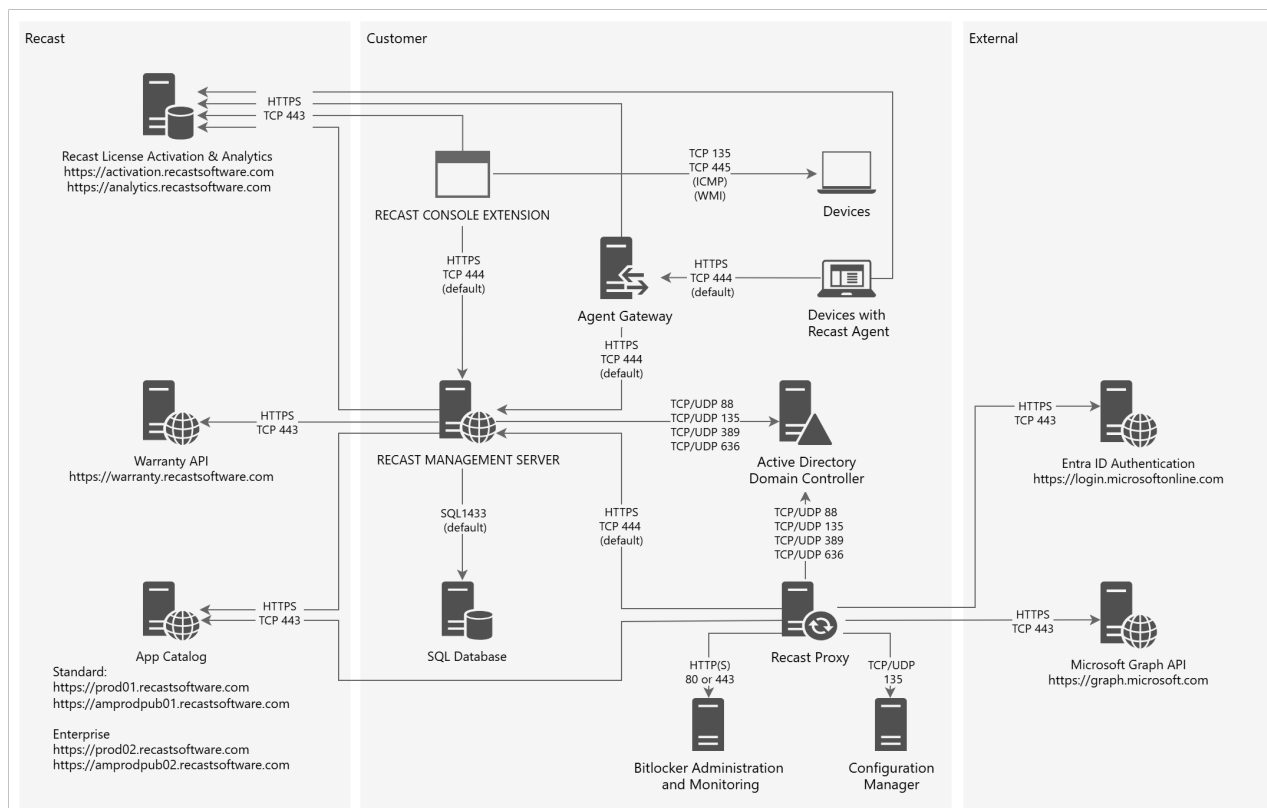 Recast
Customer
External
HTTPS
TCP 443
Recast License Activation & Analytics
https://activation.recastsoftware.com
https://analytics.recastsoftware.com
RECAST CONSOLE EXTENSION
TCP 135
TCP 445
(ICMP)
(WMI)
Devices
HTTPS
TCP 444
(default)
Agent Gateway
HTTPS
TCP 444
(default)
Devices with
Recast Agent
HTTPS
TCP 444
(default)
HTTPS
TCP 443
Warranty API
https://warranty.recastsoftware.com
RECAST MANAGEMENT SERVER
TCP/UDP 88
TCP/UDP 135
TCP/UDP 389
TCP/UDP 636
Active Directory
Domain Controller
HTTPS
TCP 443
Entra ID Authentication
https://login.microsoftonline.com
SQL1433
(default)
HTTPS
TCP 444
(default)
TCP/UDP 88
TCP/UDP 135
TCP/UDP 389
TCP/UDP 636
HTTPS
TCP 443
App Catalog
Standard:
https://prod01.recastsoftware.com
https://amprodpub01.recastsoftware.com
Enterprise
https://prod02.recastsoftware.com
https://amprodpub02.recastsoftware.com
SQL Database
Recast Proxy
HTTP(S)
80 or 443
TCP/UDP
135
Bitlocker Administration
and Monitoring
Configuration
Manager
HTTPS
TCP 443
Microsoft Graph API
https://graph.microsoft.com